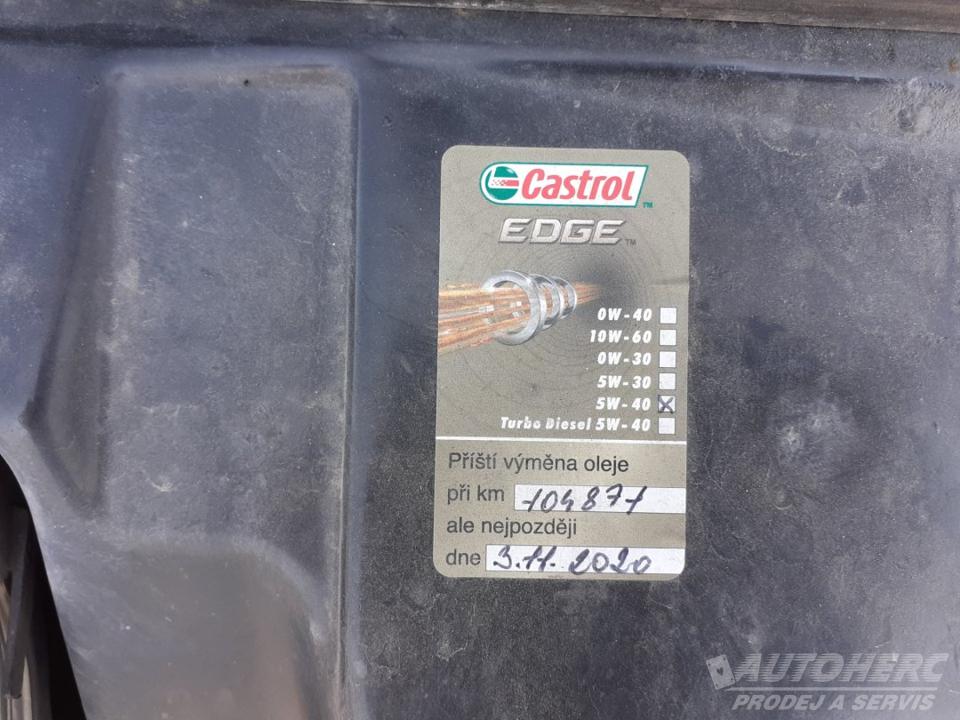 Castrol
EDGE
0W-40
10W-60
0W-30
5W-30
5W-40
Turbo Diesel 5W-40
Příští výměna oleje
při km 104871
ale nejpozději
dne 3.11.2020
AUTOHERC
PRODEJ A SERVIS